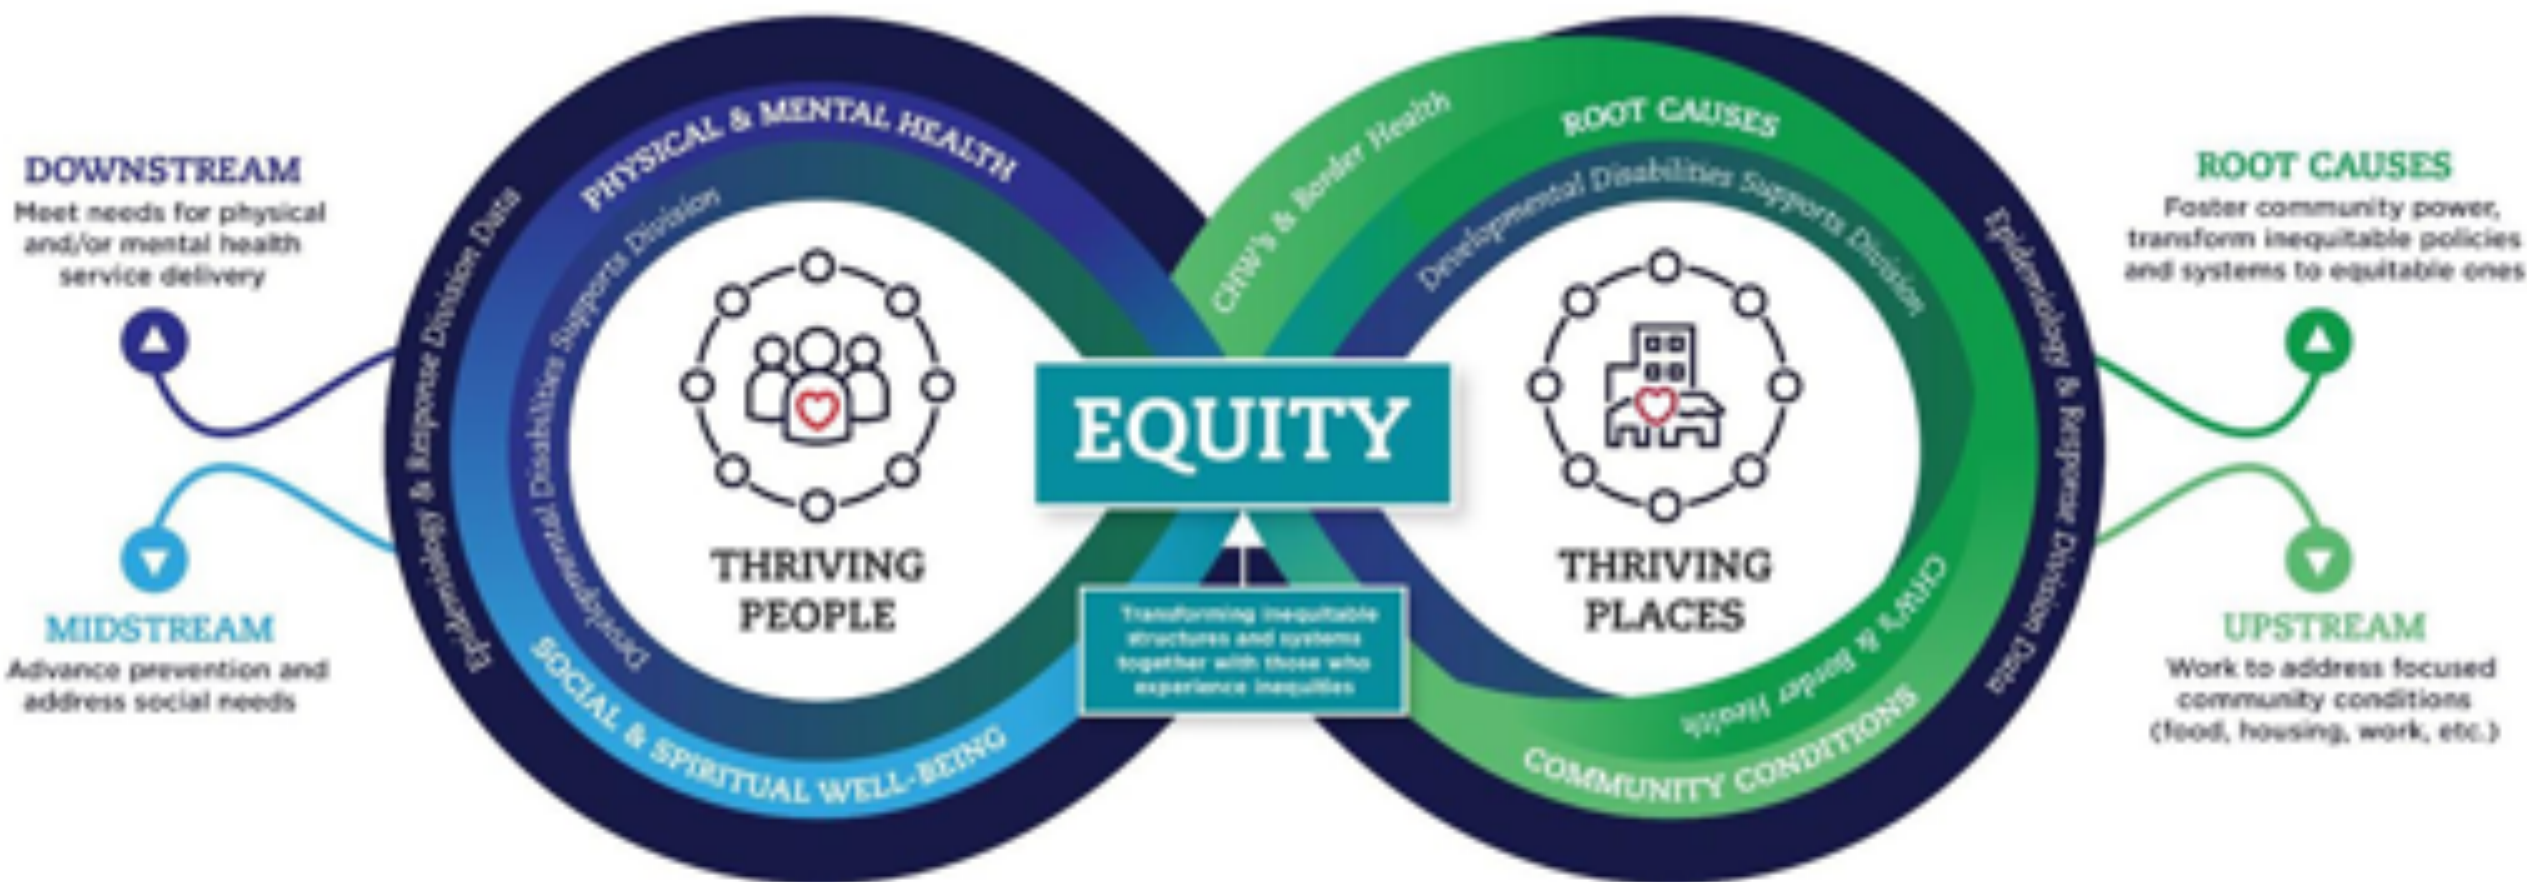 DOWNSTREAM
Meet needs for physical
and/or mental health
service delivery
MIDSTREAM
Advance prevention and
address social needs
Epidemiology & Response Division Data
PHYSICAL & MENTAL HEALTH
Developmental Disabilities Supports Division
SOCIAL & SPIRITUAL WELL-BEING
THRIVING
PEOPLE
EQUITY
Transforming inequitable
structures and systems
together with those who
experience inequities
CHW's & Border Health
ROOT CAUSES
Developmental Disabilities Supports Division
THRIVING
PLACES
CHW's & Border Health
COMMUNITY CONDITIONS
Epidemiology & Response Division Data
ROOT CAUSES
Foster community power,
transform inequitable policies
and systems to equitable ones
UPSTREAM
Work to address focused
community conditions
(food, housing, work, etc.)